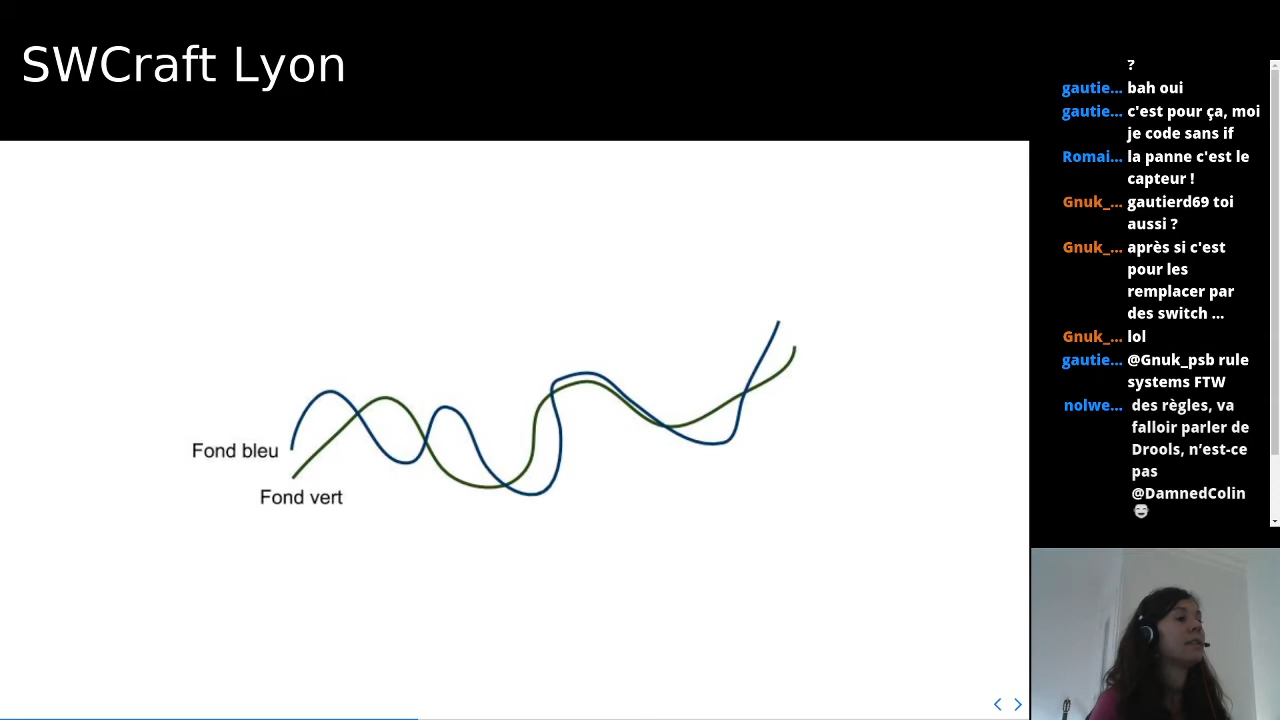 SWCraft Lyon
Fond bleu
Fond vert
?
gautie... bah oui
gautie... c'est pour ça, moi
je code sans if
Romai... la panne c'est le
capteur !
Gnuk_... gautierd69 toi
aussi ?
Gnuk_... après si c'est
pour les
remplacer par
des switch ...
Gnuk_... lol
gautie... @Gnuk_psb rule
systems FTW
nolwe... des règles, va
falloir parler de
Drools, n’est-ce
pas
@DamnedColin